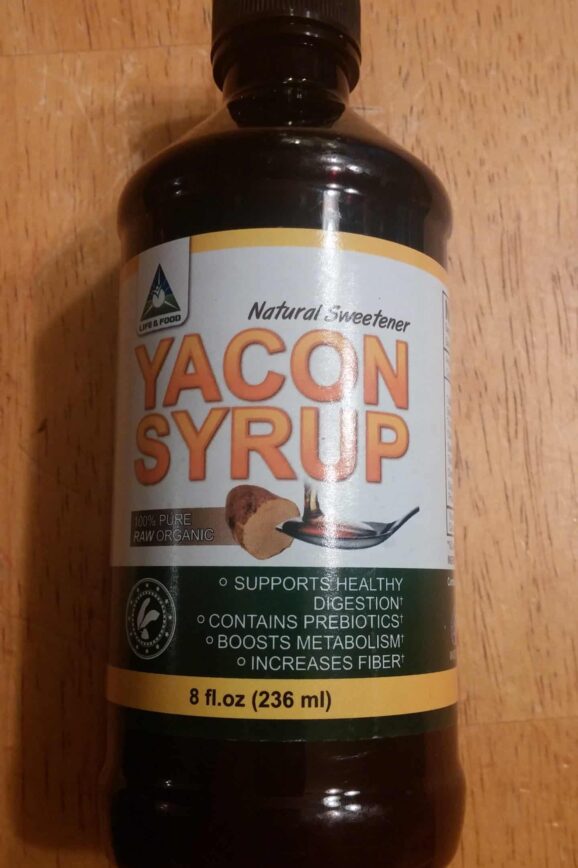 LIFE & FOOD
Natural Sweetener
YACON
SYRUP
100% PURE
RAW ORGANIC
○ SUPPORTS HEALTHY
DIGESTION†
○ CONTAINS PREBIOTICS†
○ BOOSTS METABOLISM†
○ INCREASES FIBER†
8 fl.oz (236 ml)